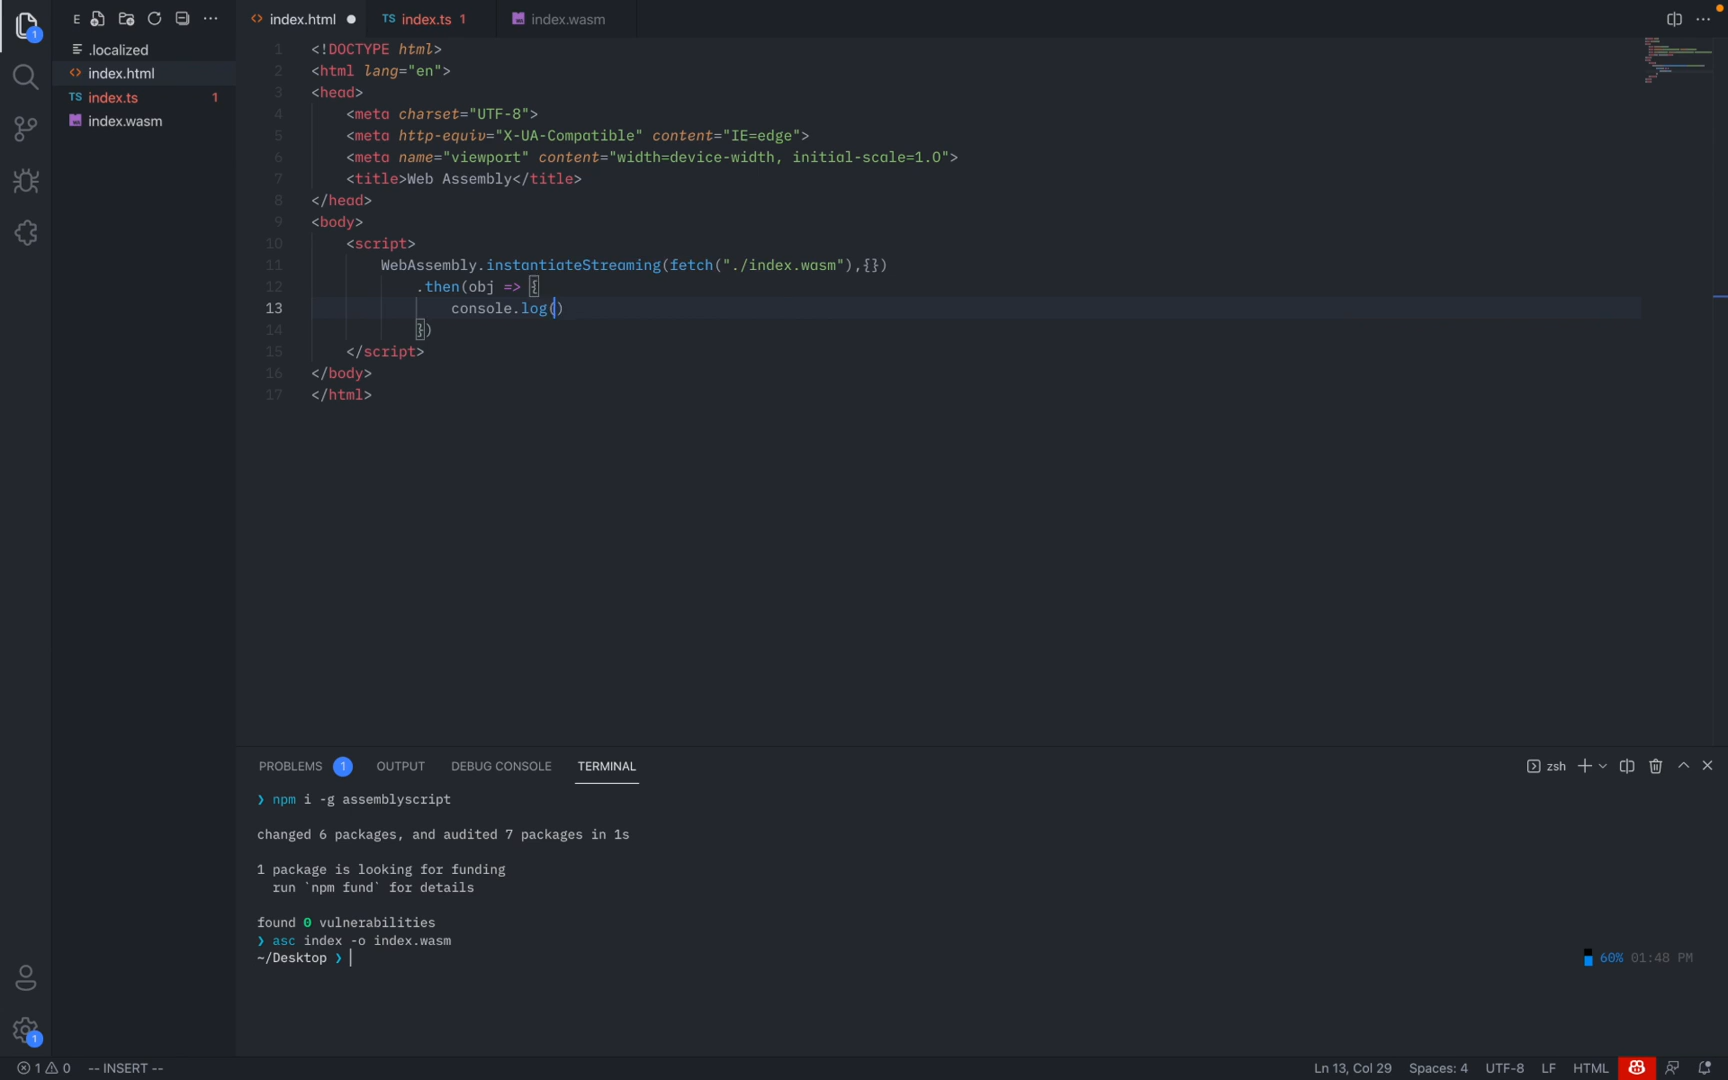 1
E
.localized
index.html
TS index.ts 1
index.wasm
index.html
TS index.ts 1
index.wasm
1 <!DOCTYPE html>
2 <html lang="en">
3 <head>
4 <meta charset="UTF-8">
5 <meta http-equiv="X-UA-Compatible" content="IE=edge">
6 <meta name="viewport" content="width=device-width, initial-scale=1.0">
7 <title>Web Assembly</title>
8 </head>
9 <body>
10 <script>
11 WebAssembly.instantiateStreaming(fetch("./index.wasm"),{})
12 .then(obj => {
13 console.log()
14 })
15 </script>
16 </body>
17 </html>
PROBLEMS 1 OUTPUT DEBUG CONSOLE TERMINAL
zsh
❯ npm i -g assemblyscript
changed 6 packages, and audited 7 packages in 1s
1 package is looking for funding
run `npm fund` for details
found 0 vulnerabilities
❯ asc index -o index.wasm
~/Desktop ❯
60% 01:48 PM
1
1 0 -- INSERT --
Ln 13, Col 29 Spaces: 4 UTF-8 LF HTML